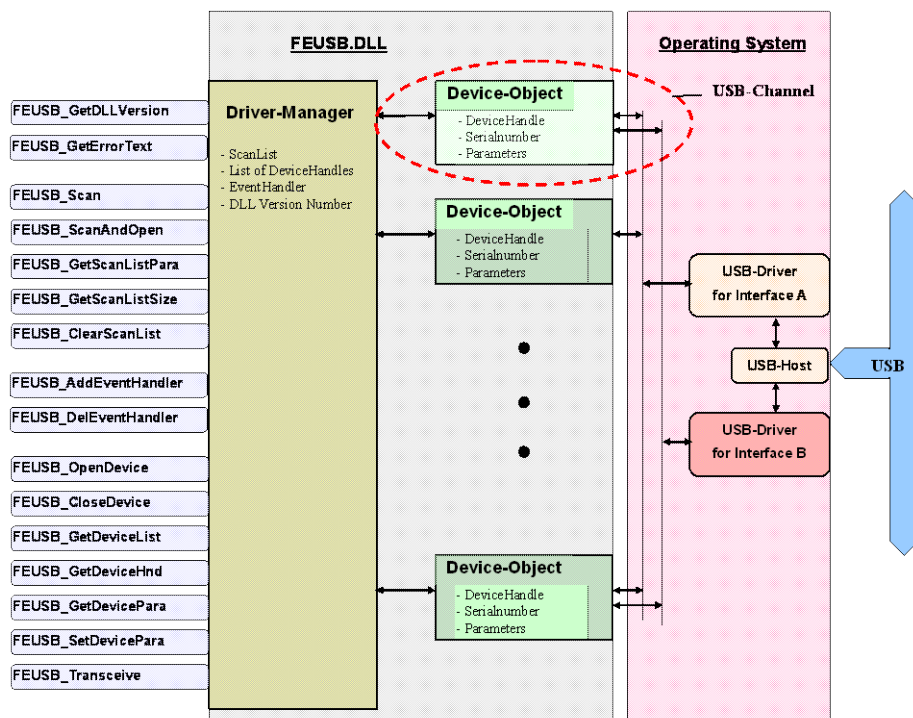 FEUSB.DLL
Operating System
FEUSB_GetDLLVersion
FEUSB_GetErrorText
FEUSB_Scan
FEUSB_ScanAndOpen
FEUSB_GetScanListPara
FEUSB_GetScanListSize
FEUSB_ClearScanList
FEUSB_AddEventHandler
FEUSB_DelEventHandler
FEUSB_OpenDevice
FEUSB_CloseDevice
FEUSB_GetDeviceList
FEUSB_GetDeviceHnd
FEUSB_GetDevicePara
FEUSB_SetDevicePara
FEUSB_Transceive
Driver-Manager
- ScanList
- List of DeviceHandles
- EventHandler
- DLL Version Number
Device-Object
- DeviceHandle
- Serialnumber
- Parameters
Device-Object
- DeviceHandle
- Serialnumber
- Parameters
Device-Object
- DeviceHandle
- Serialnumber
- Parameters
USB-Channel
USB-Driver
for Interface A
USB-Host
USB-Driver
for Interface B
USB